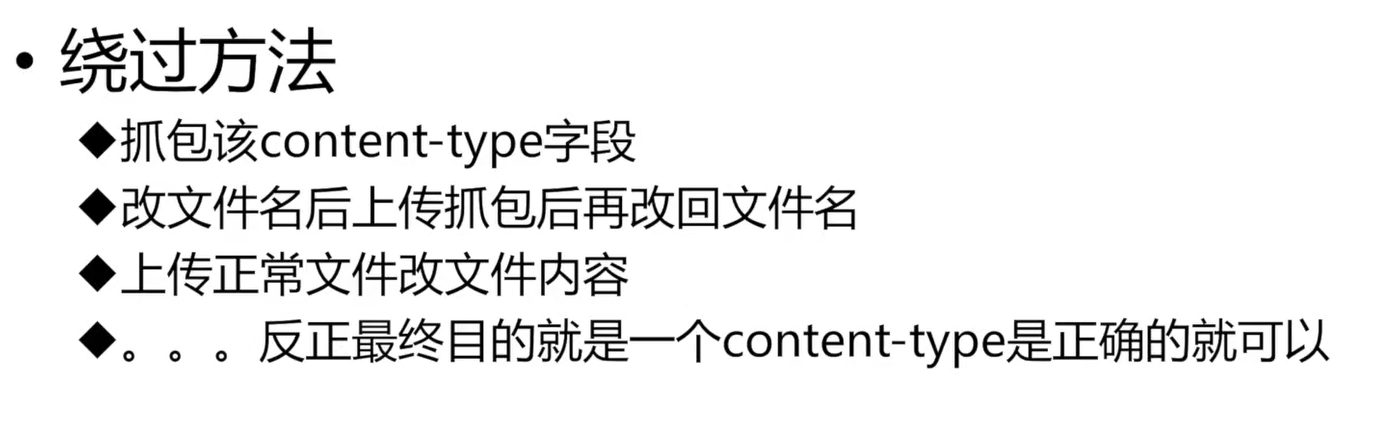 • 绕过方法
◆抓包该content-type字段
◆改文件名后上传抓包后再改回文件名
◆上传正常文件改文件内容
◆。。。反正最终目的就是一个content-type是正确的就可以